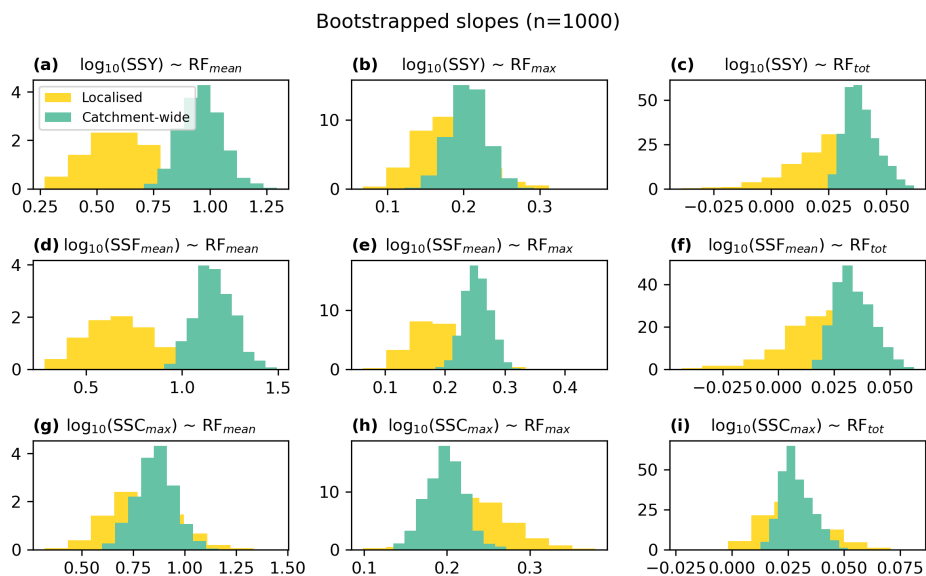 Bootstrapped slopes (n=1000)
(a) log10(SSY) ~ RFmean
(b) log10(SSY) ~ RFmax
(c) log10(SSY) ~ RFtot
Localised
Catchment-wide
4
2
0
0.25 0.50 0.75 1.00 1.25
10
0
0.1 0.2 0.3
50
25
0
−0.025 0.000 0.025 0.050
(d) log10(SSFmean) ~ RFmean
(e) log10(SSFmean) ~ RFmax
(f) log10(SSFmean) ~ RFtot
4
2
0
0.5 1.0 1.5
10
0
0.1 0.2 0.3 0.4
40
20
0
−0.025 0.000 0.025 0.050
(g) log10(SSCmax) ~ RFmean
(h) log10(SSCmax) ~ RFmax
(i) log10(SSCmax) ~ RFtot
4
2
0
0.50 0.75 1.00 1.25 1.50
10
0
0.1 0.2 0.3
50
25
0
−0.025 0.000 0.025 0.050 0.075